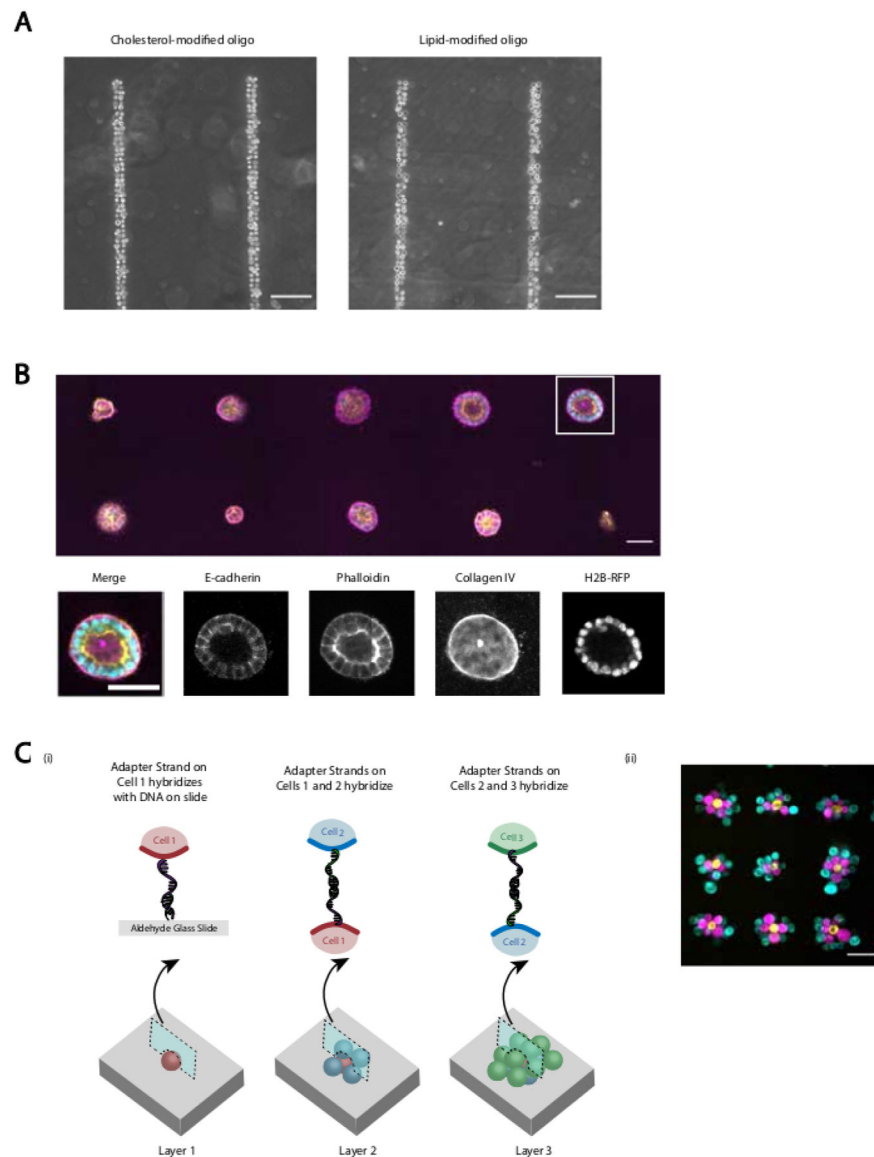 A
Cholesterol-modified oligo
Lipid-modified oligo
B
Merge
E-cadherin
Phalloidin
Collagen IV
H2B-RFP
C
(i)
(ii)
Adapter Strand on
Cell 1 hybridizes
with DNA on slide
Adapter Strands on
Cells 1 and 2 hybridize
Adapter Strands on
Cells 2 and 3 hybridize
Cell 1
Cell 2
Cell 3
Aldehyde Glass Slide
Cell 1
Cell 2
Layer 1
Layer 2
Layer 3